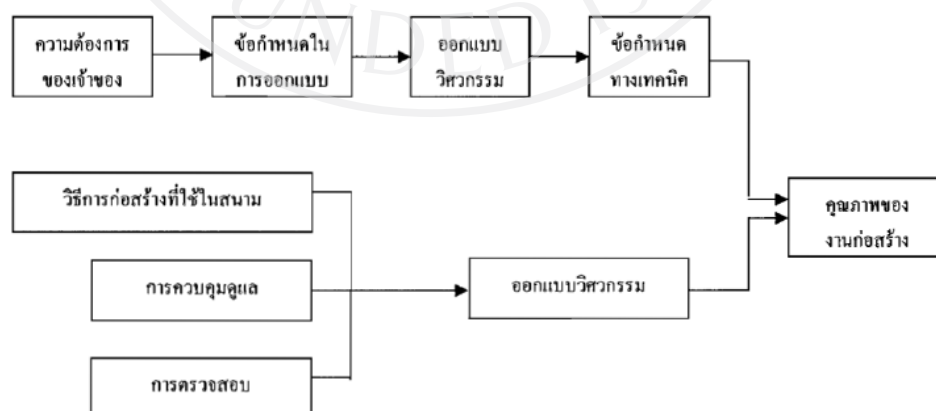 ความต้องการ
ของเจ้าของ
ข้อกำหนดใน
การออกแบบ
ออกแบบ
วิศวกรรม
ข้อกำหนด
ทางเทคนิค
วิธีการก่อสร้างที่ใช้ในสนาม
การควบคุมดูแล
การตรวจสอบ
ออกแบบวิศวกรรม
คุณภาพของ
งานก่อสร้าง